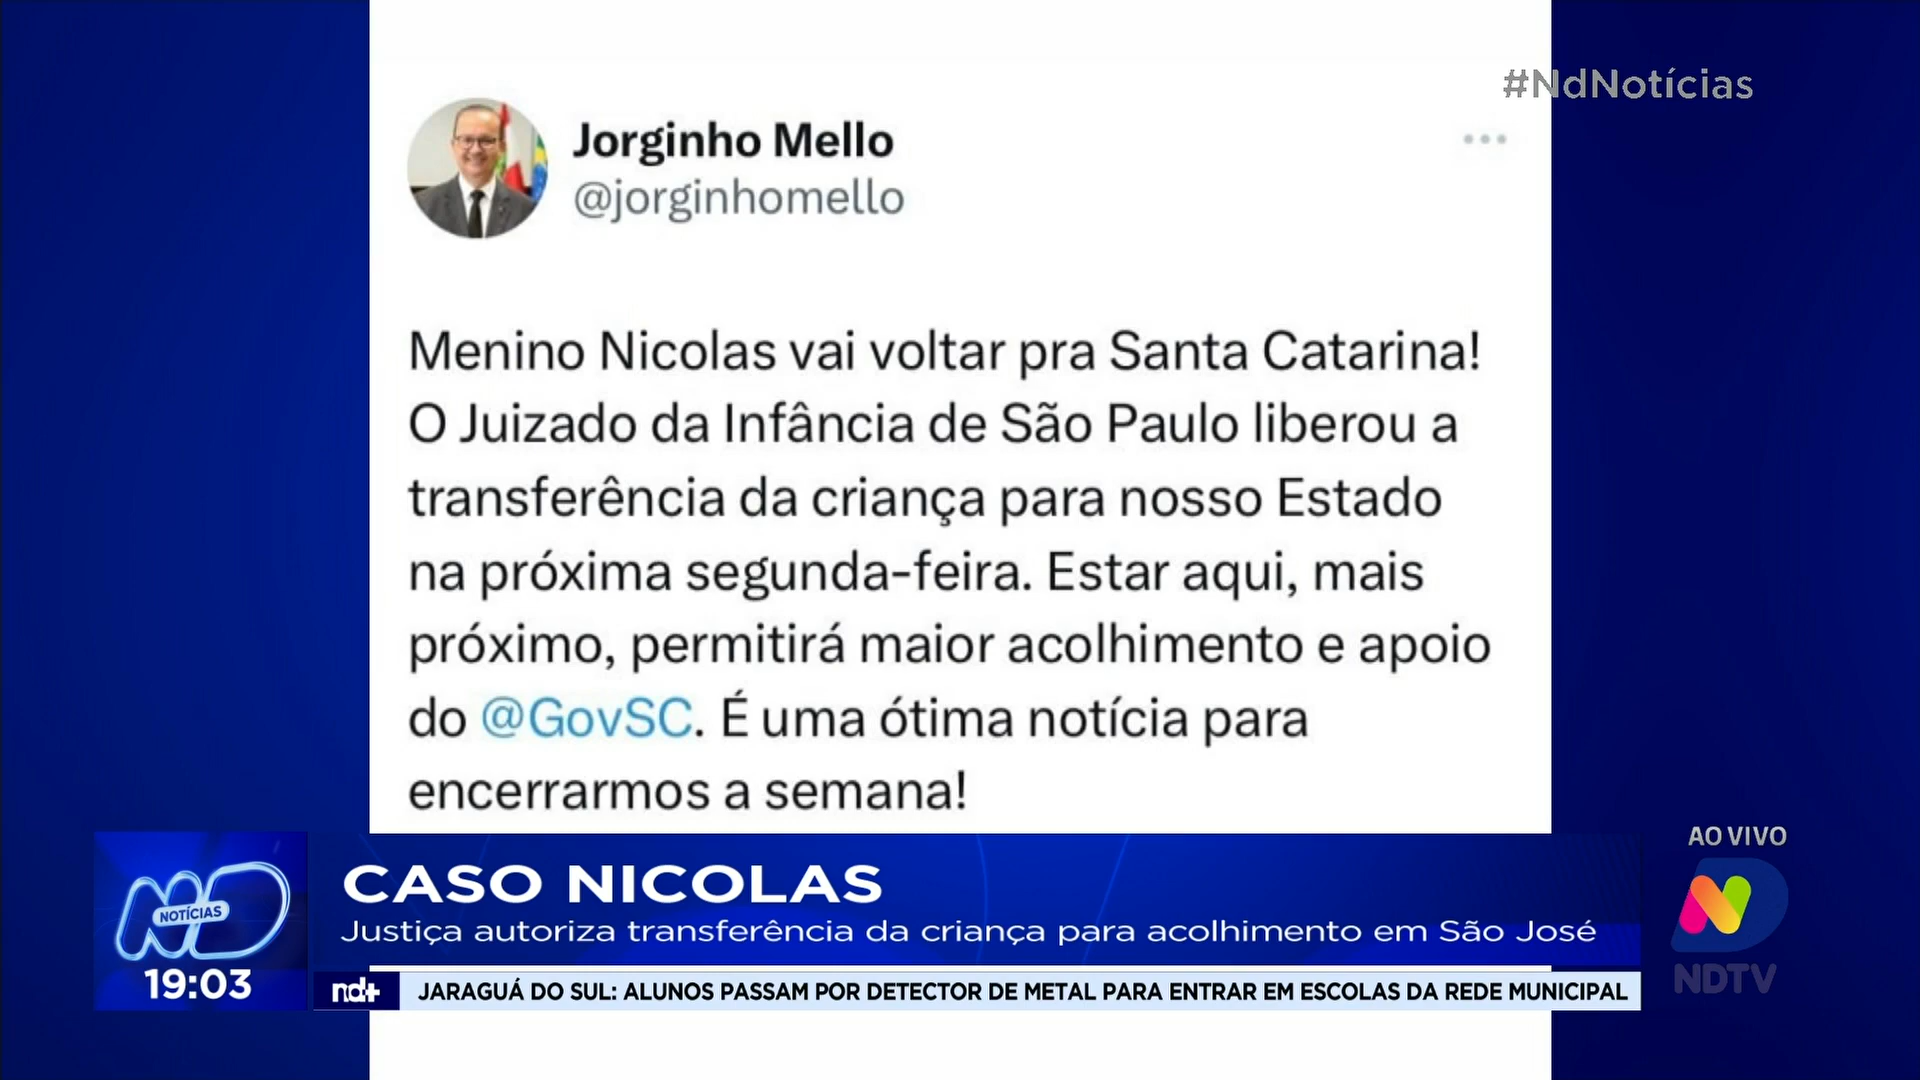 #NdNotícias
Jorginho Mello
@jorginhomello
Menino Nicolas vai voltar pra Santa Catarina!
O Juizado da Infância de São Paulo liberou a
transferência da criança para nosso Estado
na próxima segunda-feira. Estar aqui, mais
próximo, permitirá maior acolhimento e apoio
do @GovSC. É uma ótima notícia para
encerrarmos a semana!
AO VIVO
CASO NICOLAS
Justiça autoriza transferência da criança para acolhimento em São José
ND
NOTÍCIAS
19:03
nd+
JARAGUÁ DO SUL: ALUNOS PASSAM POR DETECTOR DE METAL PARA ENTRAR EM ESCOLAS DA REDE MUNICIPAL
NDTV